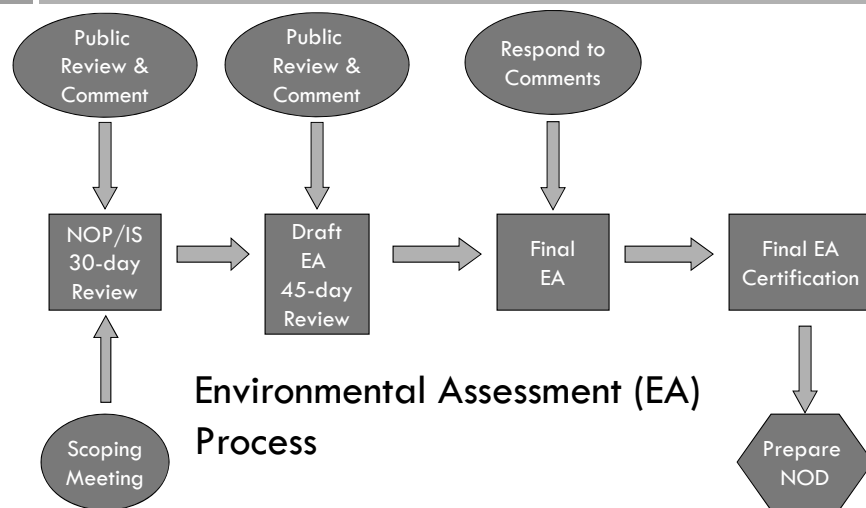 Public
Review &
Comment
Public
Review &
Comment
Respond to
Comments
NOP/IS
30-day
Review
Draft
EA
45-day
Review
Final
EA
Final EA
Certification
Environmental Assessment (EA)
Process
Scoping
Meeting
Prepare
NOD